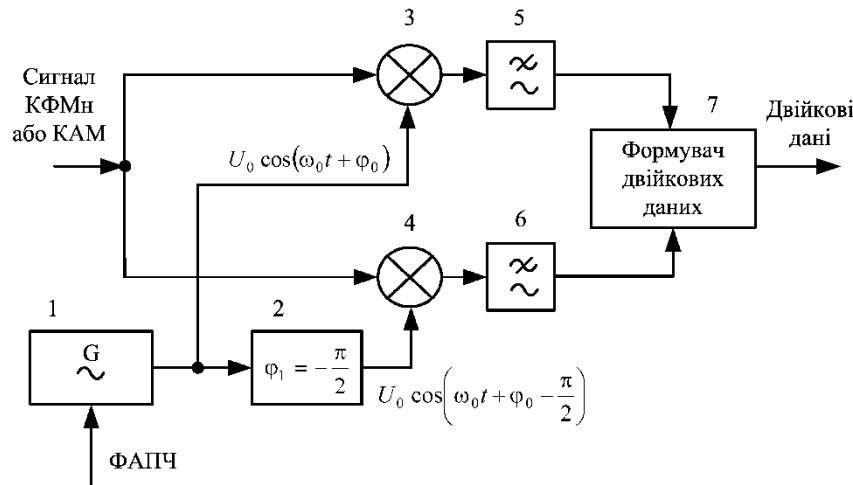 3
5
Сигнал
КФМн
або КАМ
7
Двійкові
дані
U₀ cos(ω₀t + φ₀)
Формувач
двійкових
даних
4
6
1
2
G
φ₁ = −π/2
U₀ cos(ω₀t + φ₀ − π/2)
ФАПЧ